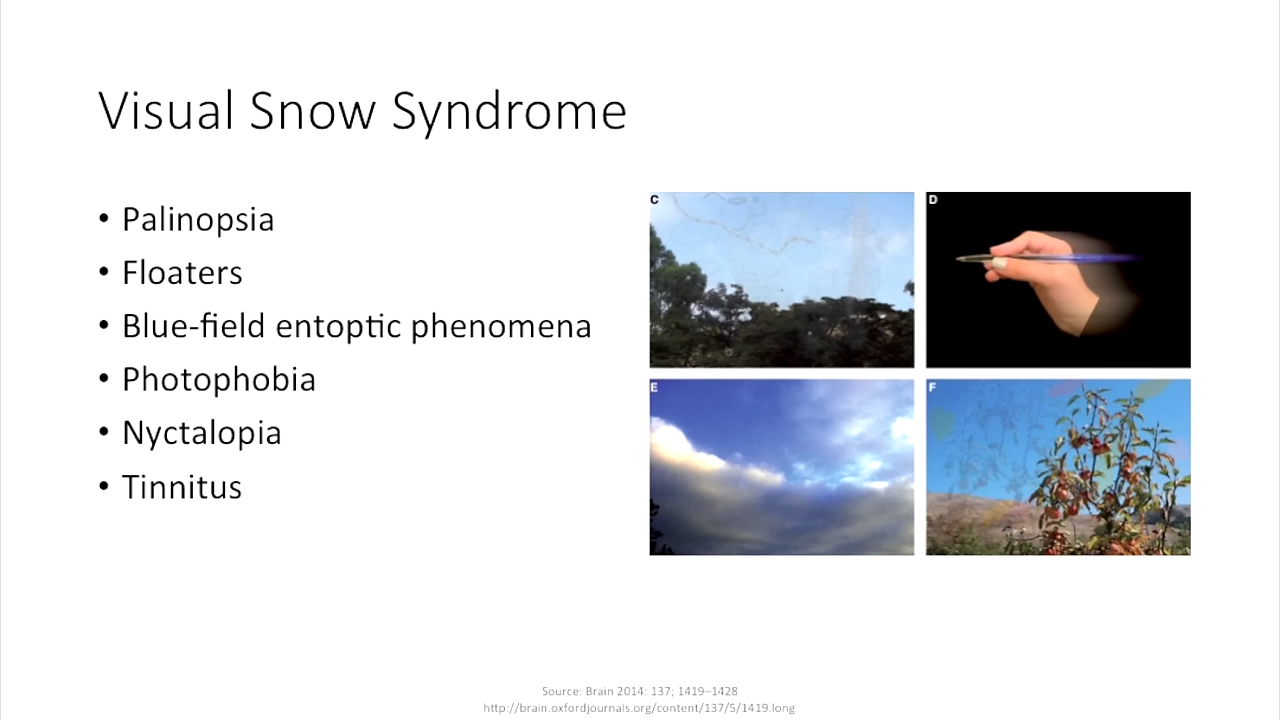 Visual Snow Syndrome
• Palinopsia
• Floaters
• Blue-field entoptic phenomena
• Photophobia
• Nyctalopia
• Tinnitus
C
D
E
F
Source: Brain 2014: 137; 1419–1428
http://brain.oxfordjournals.org/content/137/5/1419.long